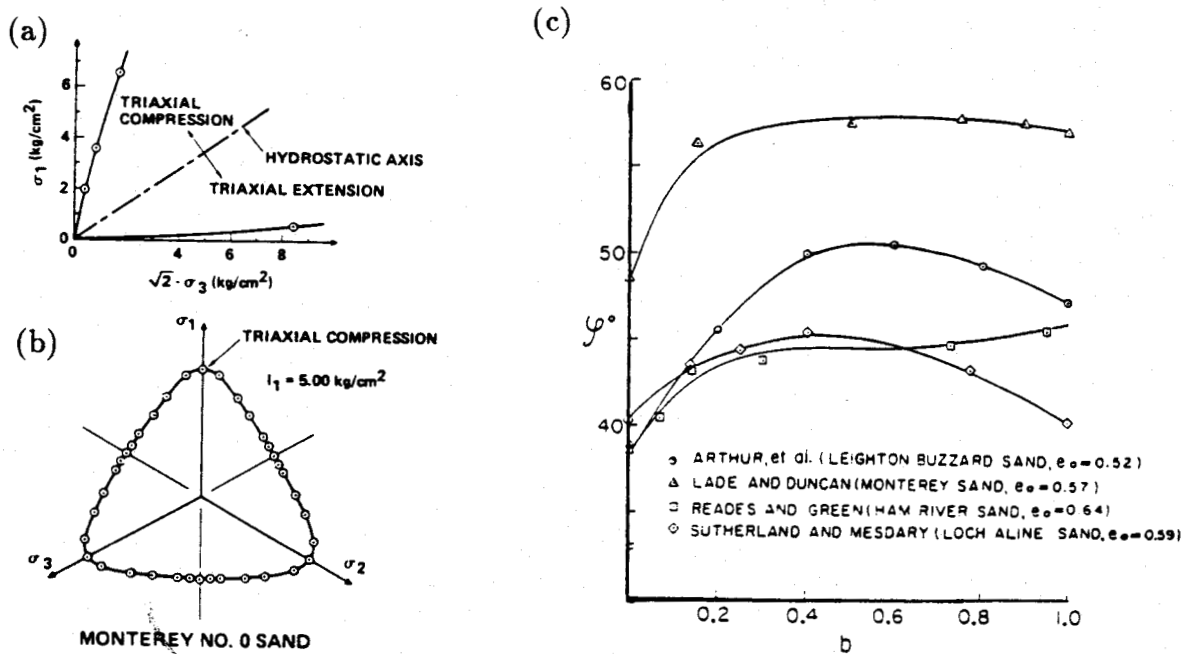 (a)
6
4
2
0
σ1 (kg/cm²)
TRIAXIAL
COMPRESSION
HYDROSTATIC AXIS
TRIAXIAL EXTENSION
0 4 6 8
√2 · σ3 (kg/cm²)
(b)
σ1
TRIAXIAL COMPRESSION
I1 = 5.00 kg/cm²
σ3
σ2
MONTEREY NO. 0 SAND
(c)
60
50
φ°
40
ARTHUR, et al. (LEIGHTON BUZZARD SAND, e₀=0.52)
LADE AND DUNCAN (MONTEREY SAND, e₀=0.57)
READES AND GREEN (HAM RIVER SAND, e₀=0.64)
SUTHERLAND AND MESDARY (LOCH ALINE SAND, e₀=0.59)
0.2 0.4 0.6 0.8 1.0
b